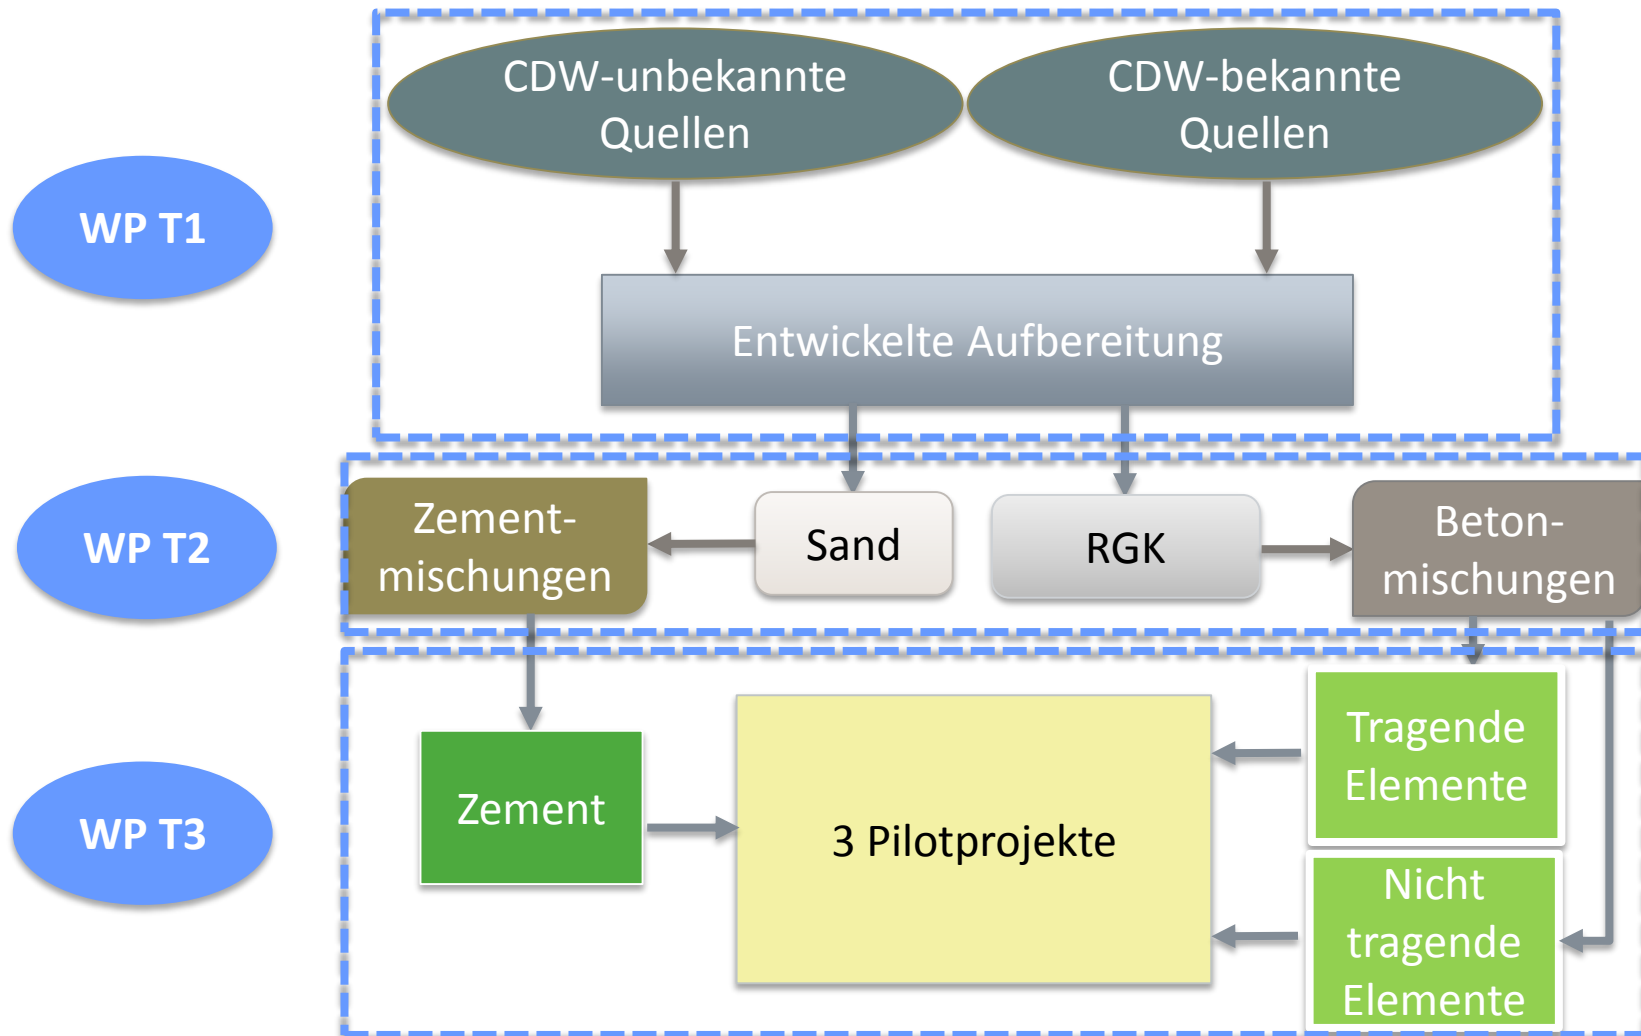 CDW-unbekannte
Quellen
CDW-bekannte
Quellen
WP T1
Entwickelte Aufbereitung
WP T2
Zement-
mischungen
Sand
RGK
Beton-
mischungen
WP T3
Zement
3 Pilotprojekte
Tragende
Elemente
Nicht
tragende
Elemente